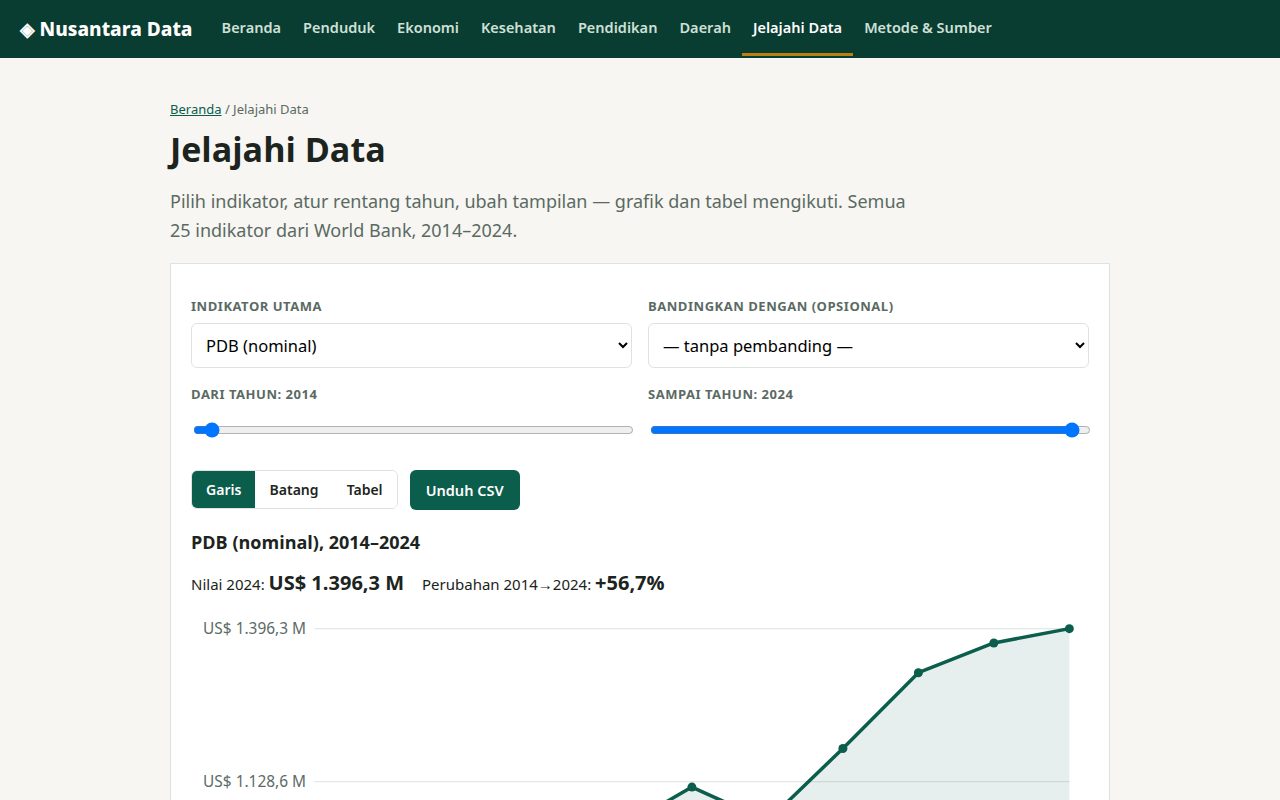 ◈ Nusantara Data Beranda Penduduk Ekonomi Kesehatan Pendidikan Daerah Jelajahi Data Metode & Sumber
Beranda / Jelajahi Data
Jelajahi Data
Pilih indikator, atur rentang tahun, ubah tampilan — grafik dan tabel mengikuti. Semua
25 indikator dari World Bank, 2014–2024.
INDIKATOR UTAMA
PDB (nominal)
BANDINGKAN DENGAN (OPSIONAL)
— tanpa pembanding —
DARI TAHUN: 2014
SAMPAI TAHUN: 2024
Garis Batang Tabel Unduh CSV
PDB (nominal), 2014–2024
Nilai 2024: US$ 1.396,3 M Perubahan 2014→2024: +56,7%
US$ 1.396,3 M
US$ 1.128,6 M